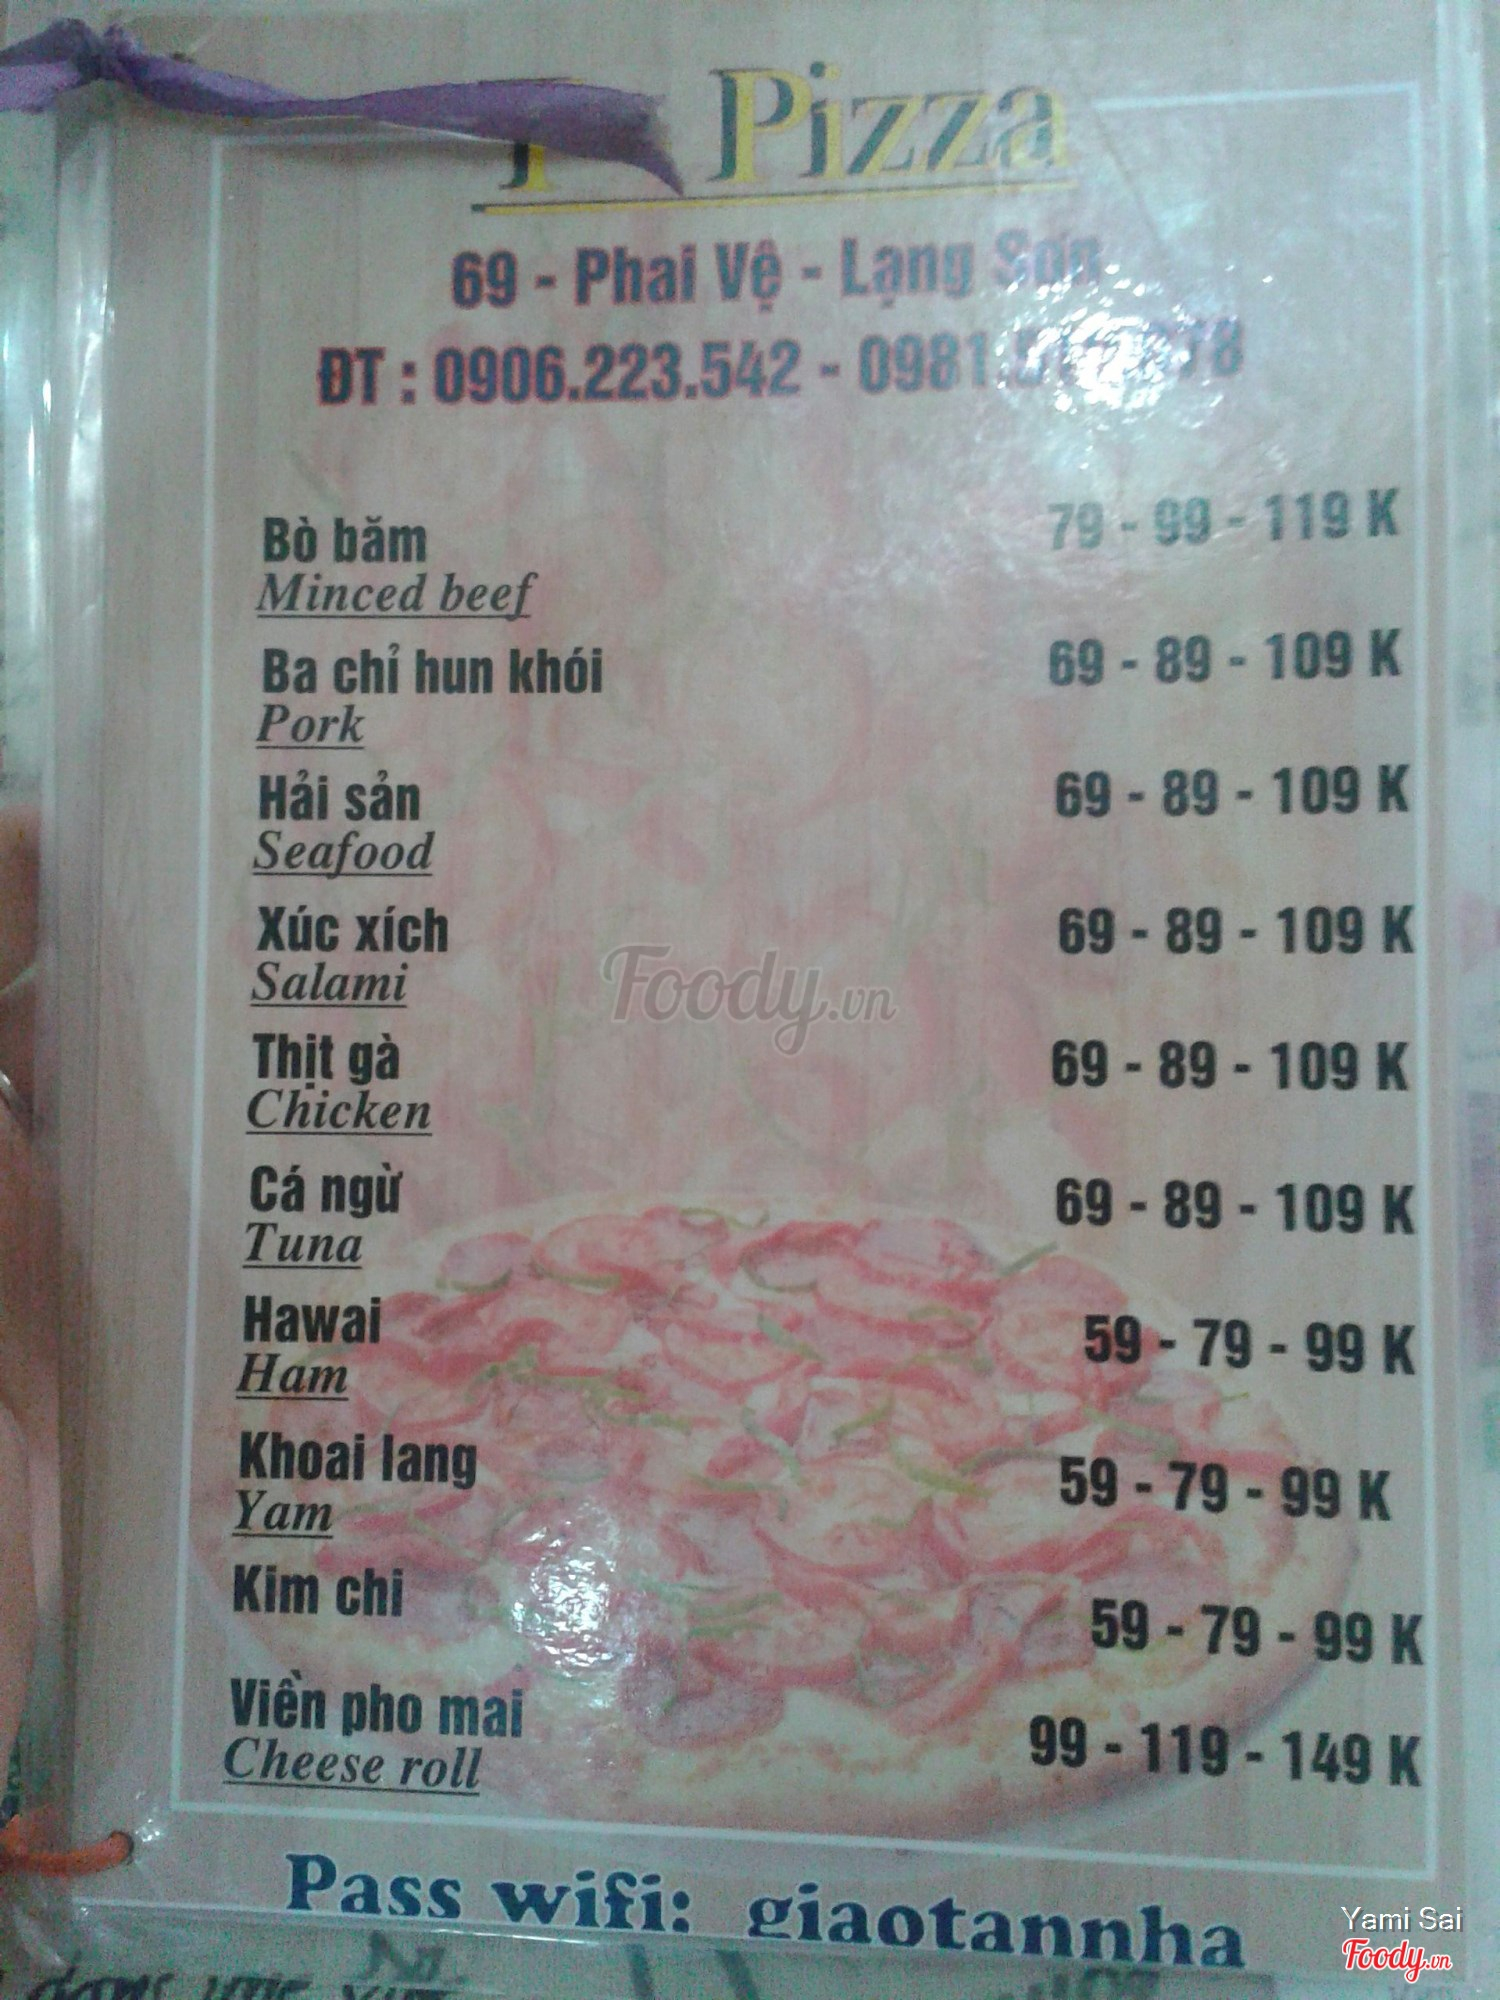 Pizza
69 - Phai Vệ - Lạng Sơn
ĐT : 0906.223.542 -
Bò băm 79 - 99 - 119 K
Minced beef
Ba chỉ hun khói 69 - 89 - 109 K
Pork
Hải sản 69 - 89 - 109 K
Seafood
Xúc xích 69 - 89 - 109 K
Salami
Foody.vn
Thịt gà 69 - 89 - 109 K
Chicken
Cá ngừ 69 - 89 - 109 K
Tuna
Hawai 59 - 79 - 99 K
Ham
Khoai lang 59 - 79 - 99 K
Yam
Kim chi 59 - 79 - 99 K
Viền pho mai 99 - 119 - 149 K
Cheese roll
Pass wifi: giaotannha
Yami Sai
Foody.vn